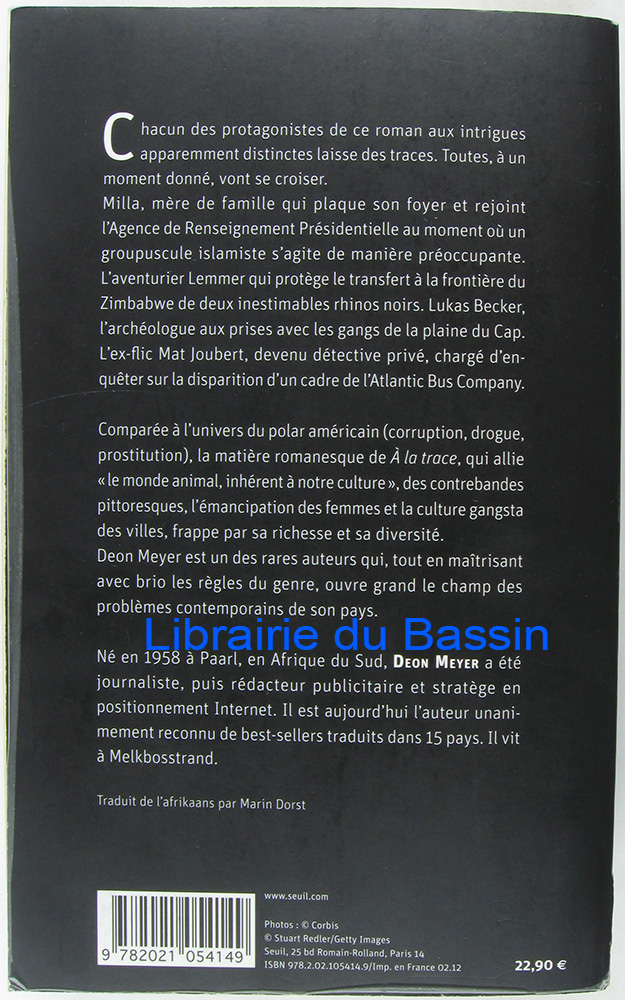 Chacun des protagonistes de ce roman aux intrigues
apparemment distinctes laisse des traces. Toutes, à un
moment donné, vont se croiser.
Milla, mère de famille qui plaque son foyer et rejoint
l’Agence de Renseignement Présidentielle au moment où un
groupuscule islamiste s’agite de manière préoccupante.
L’aventurier Lemmer qui protège le transfert à la frontière du
Zimbabwe de deux inestimables rhinos noirs. Lukas Becker,
l’archéologue aux prises avec les gangs de la plaine du Cap.
L’ex-flic Mat Joubert, devenu détective privé, chargé d’en-
quêter sur la disparition d’un cadre de l’Atlantic Bus Company.
Comparée à l’univers du polar américain (corruption, drogue,
prostitution), la matière romanesque de À la trace, qui allie
« le monde animal, inhérent à notre culture », des contrebandes
pittoresques, l’émancipation des femmes et la culture gangsta
des villes, frappe par sa richesse et sa diversité.
Deon Meyer est un des rares auteurs qui, tout en maîtrisant
avec brio les règles du genre, ouvre grand le champ des
problèmes contemporains de son pays.
Librairie du Bassin
Né en 1958 à Paarl, en Afrique du Sud, DEON MEYER a été
journaliste, puis rédacteur publicitaire et stratège en
positionnement Internet. Il est aujourd’hui l’auteur unani-
mement reconnu de best-sellers traduits dans 15 pays. Il vit
à Melkbosstrand.
Traduit de l’afrikaans par Marin Dorst
www.seuil.com
Photos : © Corbis
© Stuart Redler/Getty Images
Seuil, 25 bd Romain-Rolland, Paris 14
ISBN 978.2.02.105414.9/Imp. en France 02.12
22,90 €
9 782021 054149